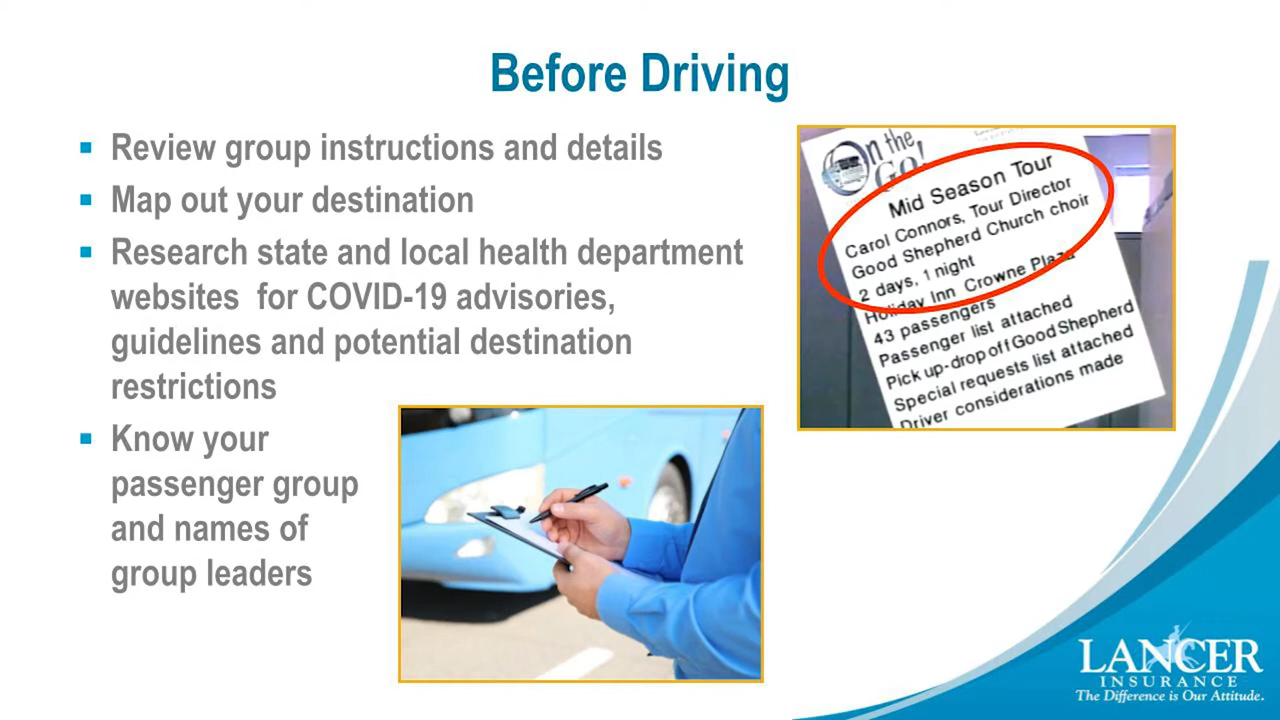 Before Driving
Review group instructions and details
Map out your destination
Research state and local health department
websites for COVID-19 advisories,
guidelines and potential destination
restrictions
Know your
passenger group
and names of
group leaders
On the
Go!
Mid Season Tour
Carol Connors, Tour Director
Good Shepherd Church choir
2 days, 1 night
Holiday Inn Crowne Plaza
43 passengers
Passenger list attached
Pick up-drop off Good Shepherd
Special requests list attached
Driver considerations made
LANCER
INSURANCE
The Difference is Our Attitude.